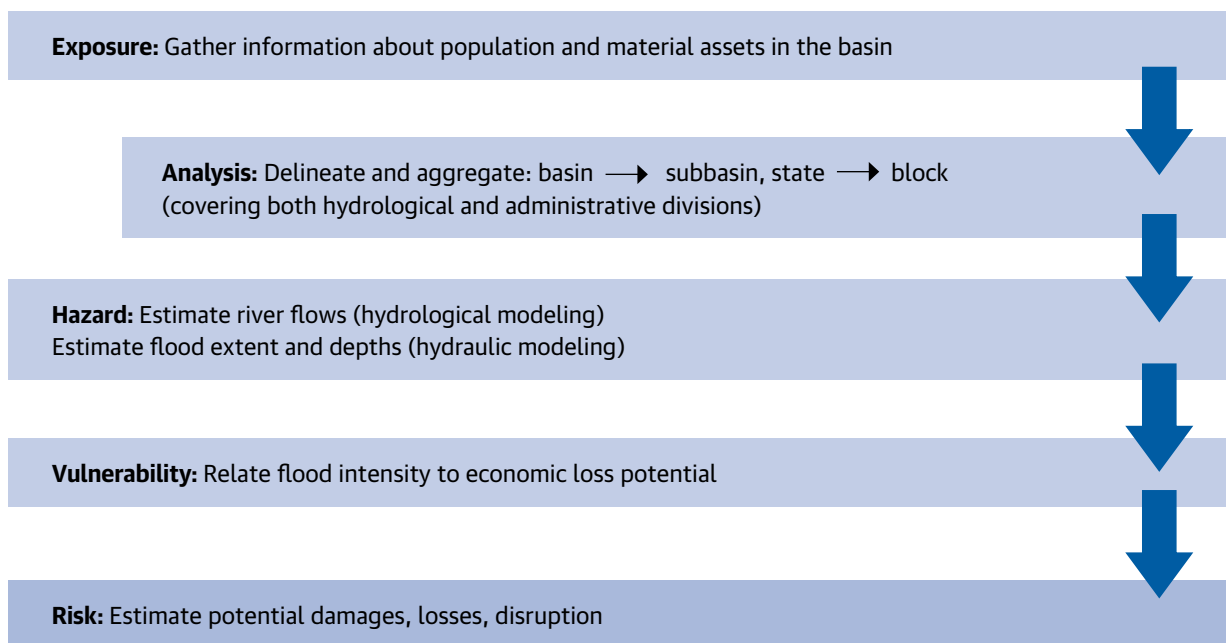 Exposure: Gather information about population and material assets in the basin
Analysis: Delineate and aggregate: basin → subbasin, state → block
(covering both hydrological and administrative divisions)
Hazard: Estimate river flows (hydrological modeling)
Estimate flood extent and depths (hydraulic modeling)
Vulnerability: Relate flood intensity to economic loss potential
Risk: Estimate potential damages, losses, disruption